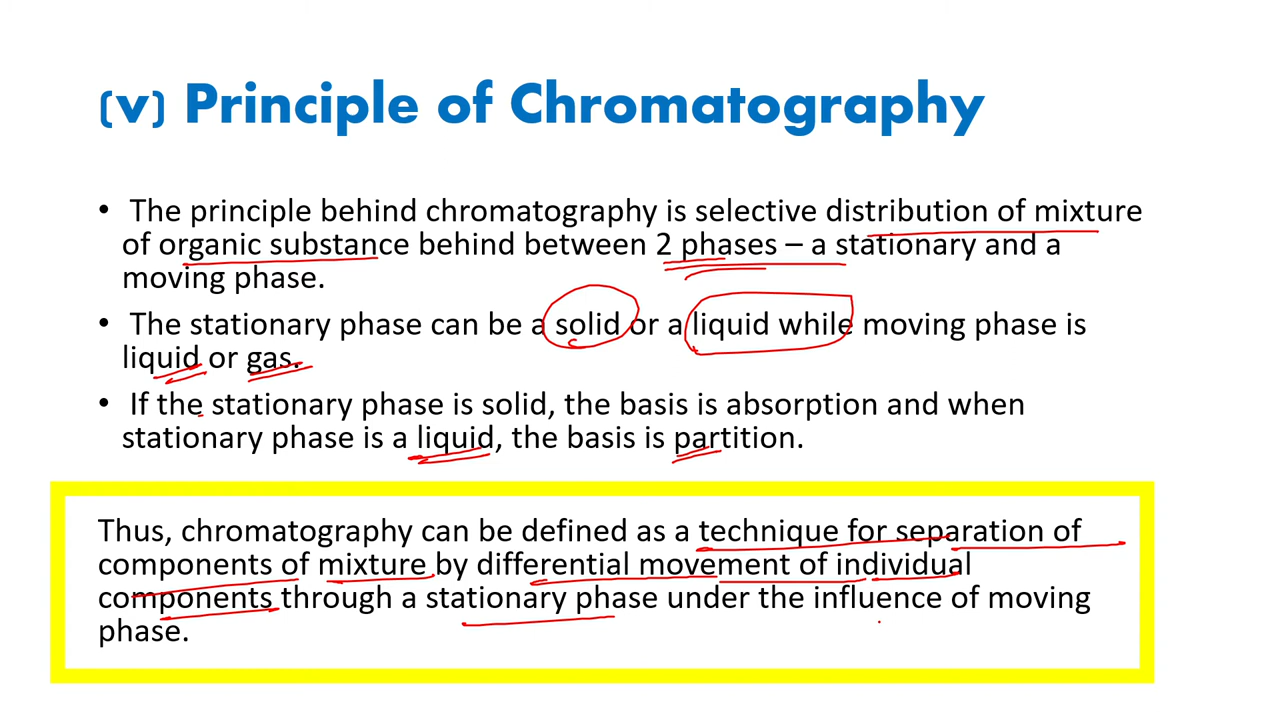 (v) Principle of Chromatography
• The principle behind chromatography is selective distribution of mixture
of organic substance behind between 2 phases – a stationary and a
moving phase.
• The stationary phase can be a solid or a liquid while moving phase is
liquid or gas.
• If the stationary phase is solid, the basis is absorption and when
stationary phase is a liquid, the basis is partition.
Thus, chromatography can be defined as a technique for separation of
components of mixture by differential movement of individual
components through a stationary phase under the influence of moving
phase.